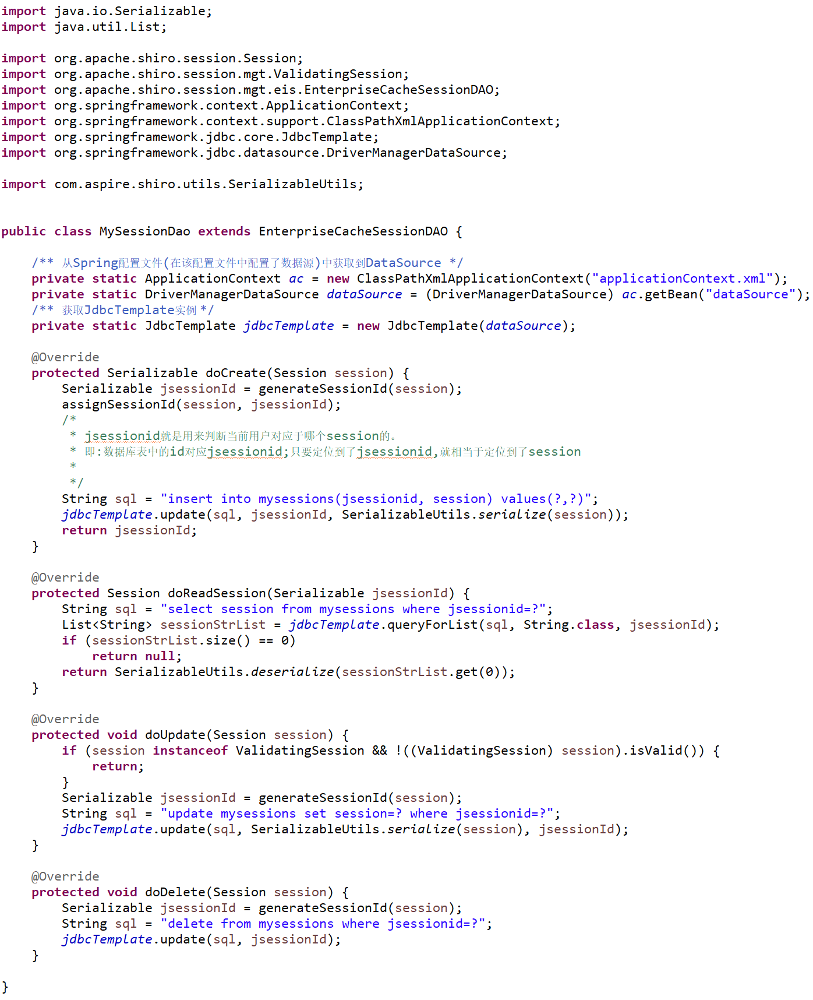 import java.io.Serializable;
import java.util.List;
import org.apache.shiro.session.Session;
import org.apache.shiro.session.mgt.ValidatingSession;
import org.apache.shiro.session.mgt.eis.EnterpriseCacheSessionDAO;
import org.springframework.context.ApplicationContext;
import org.springframework.context.support.ClassPathXmlApplicationContext;
import org.springframework.jdbc.core.JdbcTemplate;
import org.springframework.jdbc.datasource.DriverManagerDataSource;
import com.aspire.shiro.utils.SerializableUtils;
public class MySessionDao extends EnterpriseCacheSessionDAO {
    /** 从Spring配置文件(在该配置文件中配置了数据源)中获取到DataSource */
    private static ApplicationContext ac = new ClassPathXmlApplicationContext("applicationContext.xml");
    private static DriverManagerDataSource dataSource = (DriverManagerDataSource) ac.getBean("dataSource");
    /** 获取JdbcTemplate实例 */
    private static JdbcTemplate jdbcTemplate = new JdbcTemplate(dataSource);
    @Override
    protected Serializable doCreate(Session session) {
        Serializable jsessionId = generateSessionId(session);
        assignSessionId(session, jsessionId);
        /*
         * jsessionid就是用来判断当前用户对应于哪个session的。
         * 即:数据库表中的id对应jsessionid;只要定位到了jsessionid,就相当于定位到了session
         *
         */
        String sql = "insert into mysessions(jsessionid, session) values(?,?)";
        jdbcTemplate.update(sql, jsessionId, SerializableUtils.serialize(session));
        return jsessionId;
    }
    @Override
    protected Session doReadSession(Serializable jsessionId) {
        String sql = "select session from mysessions where jsessionid=?";
        List<String> sessionStrList = jdbcTemplate.queryForList(sql, String.class, jsessionId);
        if (sessionStrList.size() == 0)
            return null;
        return SerializableUtils.deserialize(sessionStrList.get(0));
    }
    @Override
    protected void doUpdate(Session session) {
        if (session instanceof ValidatingSession && !((ValidatingSession) session).isValid()) {
            return;
        }
        Serializable jsessionId = generateSessionId(session);
        String sql = "update mysessions set session=? where jsessionid=?";
        jdbcTemplate.update(sql, SerializableUtils.serialize(session), jsessionId);
    }
    @Override
    protected void doDelete(Session session) {
        Serializable jsessionId = generateSessionId(session);
        String sql = "delete from mysessions where jsessionid=?";
        jdbcTemplate.update(sql, jsessionId);
    }
}